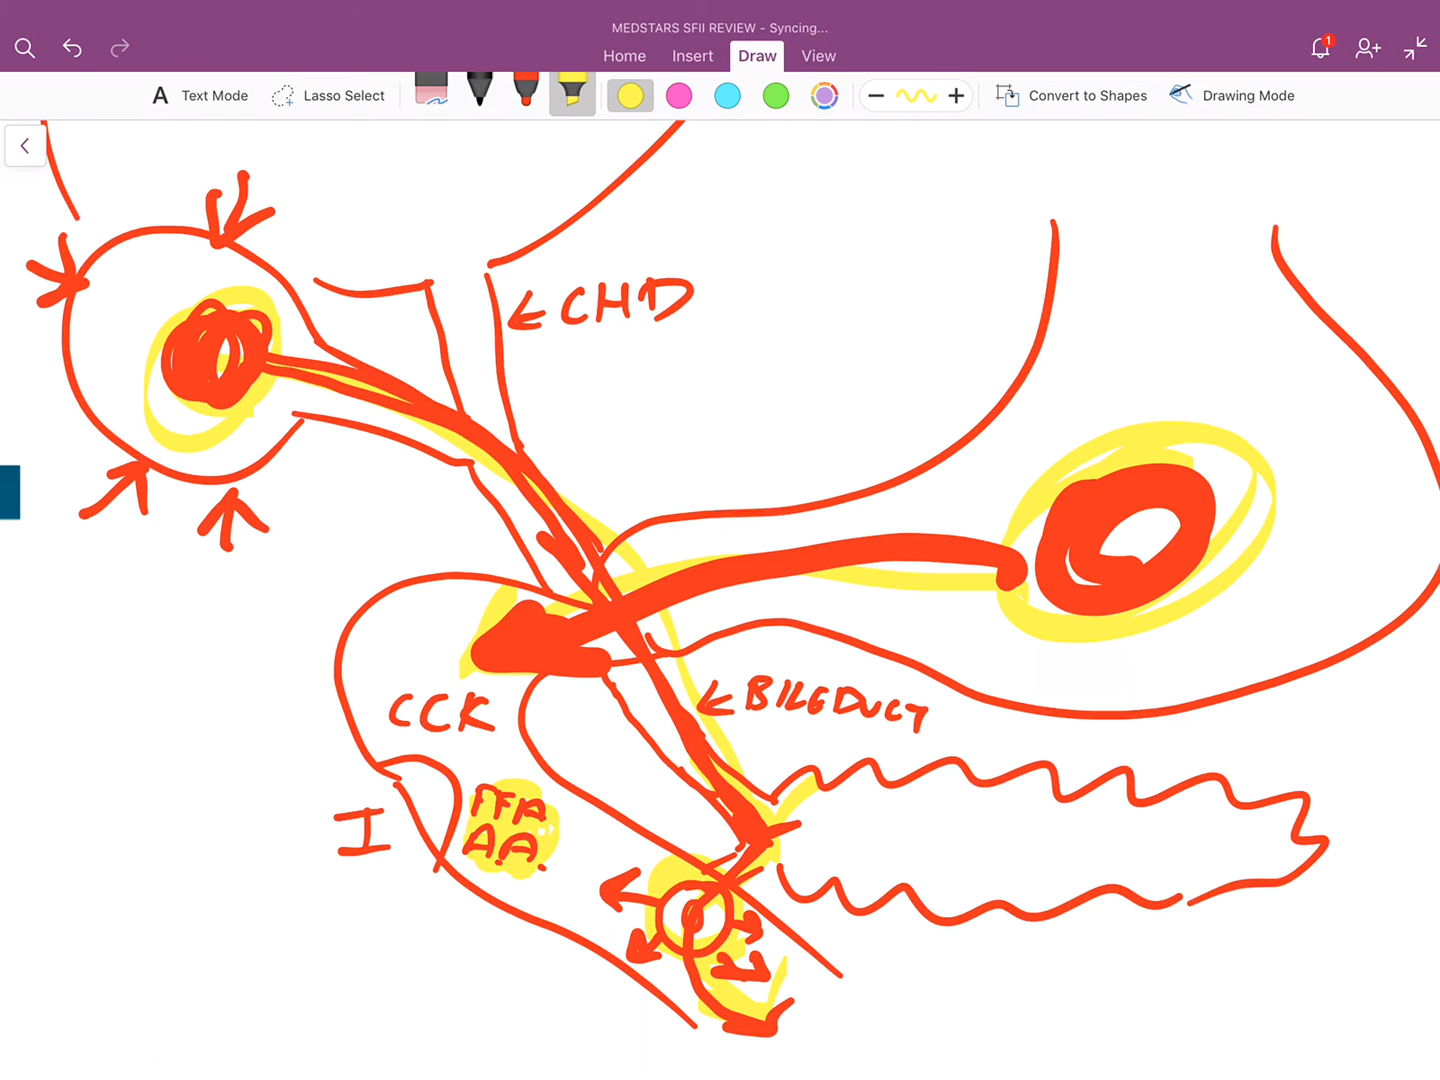 MEDSTARS SFII REVIEW - Syncing...
Home Insert Draw View
1
A Text Mode Lasso Select Convert to Shapes Drawing Mode
←CHD
←BILEDUCT
CCK
I
FFA
A.A.